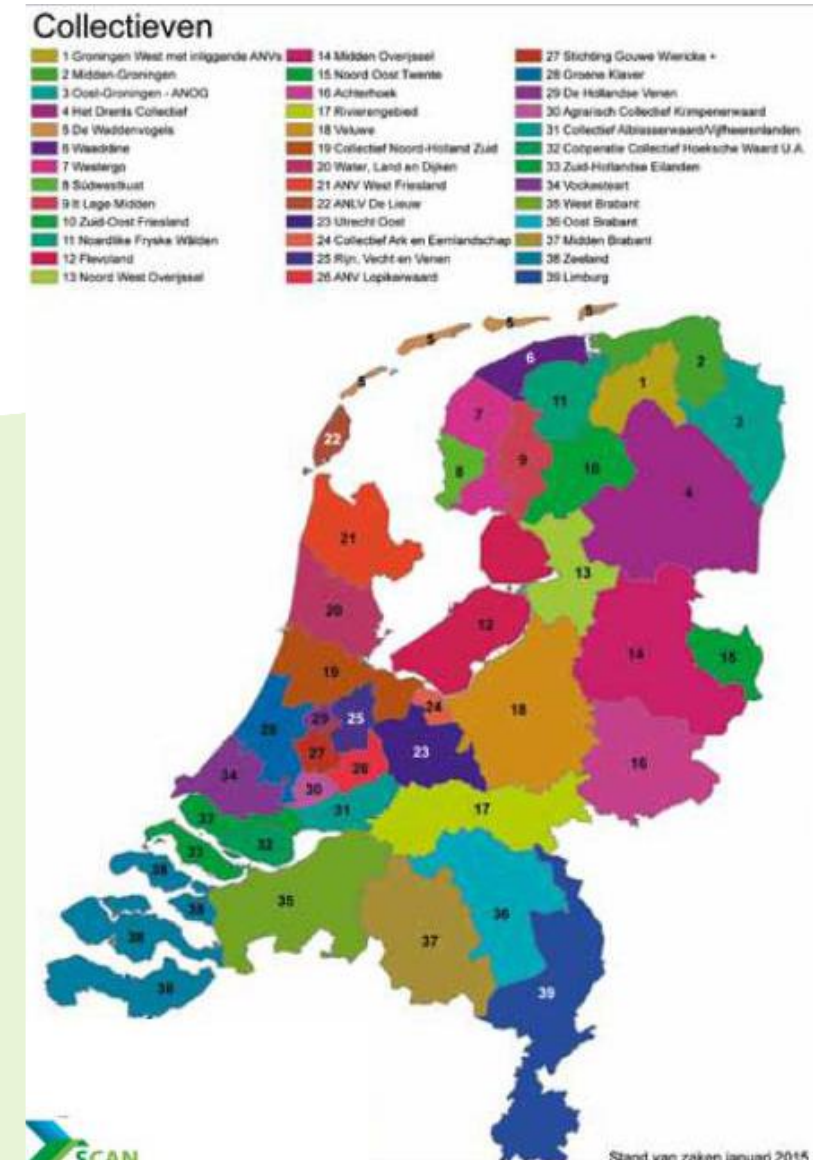 Collectieven
1 Groningen West met inliggende ANVs
2 Midden-Groningen
3 Oost-Groningen - ANOG
4 Het Drents Collectief
5 De Waddenvogels
6 Waadrâne
7 Westergo
8 Súdwestkust
9 It Lege Midden
10 Zuid-Oost Friesland
11 Noardlike Fryske Wâlden
12 Flevoland
13 Noord West Overijssel
14 Midden Overijssel
15 Noord Oost Twente
16 Achterhoek
17 Rivierengebied
18 Veluwe
19 Collectief Noord-Holland Zuid
20 Water, Land en Dijken
21 ANV West Friesland
22 ANLV De Lieuw
23 Utrecht Oost
24 Collectief Ark en Eemlandschap
25 Rijn, Vecht en Venen
26 ANV Lopikerwaard
27 Stichting Gouwe Wiericke +
28 Groene Klaver
29 De Hollandse Venen
30 Agrarisch Collectief Krimpenerwaard
31 Collectief Alblasserwaard/Vijfheerenlanden
32 Coöperatie Collectief Hoeksche Waard U.A.
33 Zuid-Hollandse Eilanden
34 Vockestaert
35 West Brabant
36 Oost Brabant
37 Midden Brabant
38 Zeeland
39 Limburg
5
5
5
5
6
2
1
11
7
3
22
9
8
10
4
21
13
20
12
14
15
19
24
18
29
25
28
23
27
16
26
34
30
17
31
33
32
33
38
35
38
36
38
37
38
39
SCAN
Stand van zaken januari 2015